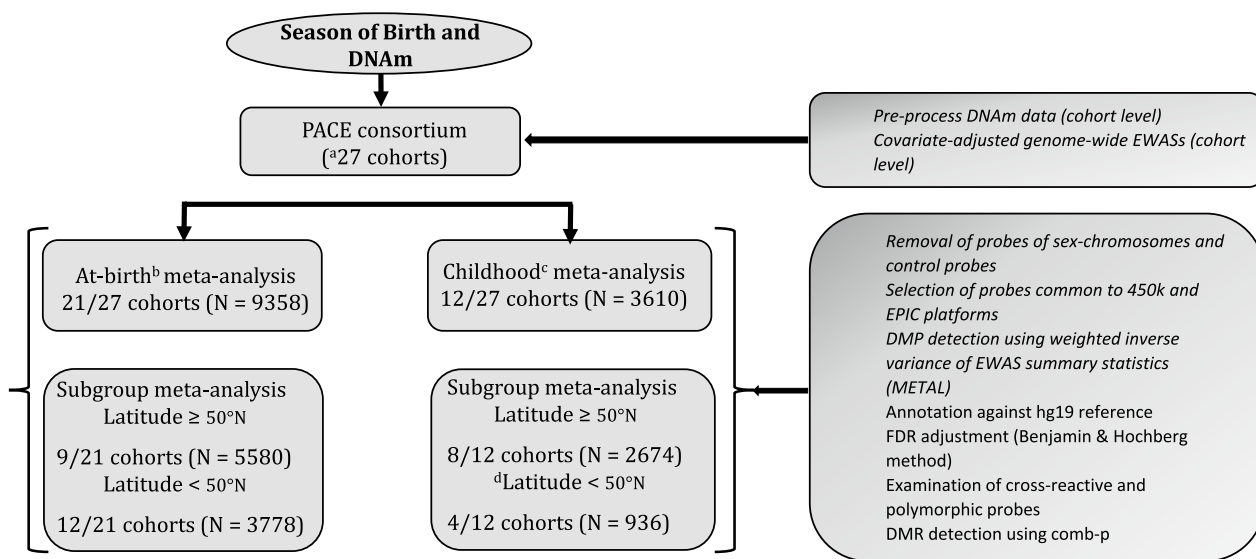 Season of Birth and
DNAm
PACE consortium
(ᵃ27 cohorts)
Pre-process DNAm data (cohort level)
Covariate-adjusted genome-wide EWASs (cohort
level)
At-birthᵇ meta-analysis
21/27 cohorts (N = 9358)
Childhoodᶜ meta-analysis
12/27 cohorts (N = 3610)
Subgroup meta-analysis
Latitude ≥ 50°N
9/21 cohorts (N = 5580)
Latitude < 50°N
12/21 cohorts (N = 3778)
Subgroup meta-analysis
Latitude ≥ 50°N
8/12 cohorts (N = 2674)
ᵈLatitude < 50°N
4/12 cohorts (N = 936)
Removal of probes of sex-chromosomes and
control probes
Selection of probes common to 450k and
EPIC platforms
DMP detection using weighted inverse
variance of EWAS summary statistics
(METAL)
Annotation against hg19 reference
FDR adjustment (Benjamin & Hochberg
method)
Examination of cross-reactive and
polymorphic probes
DMR detection using comb-p